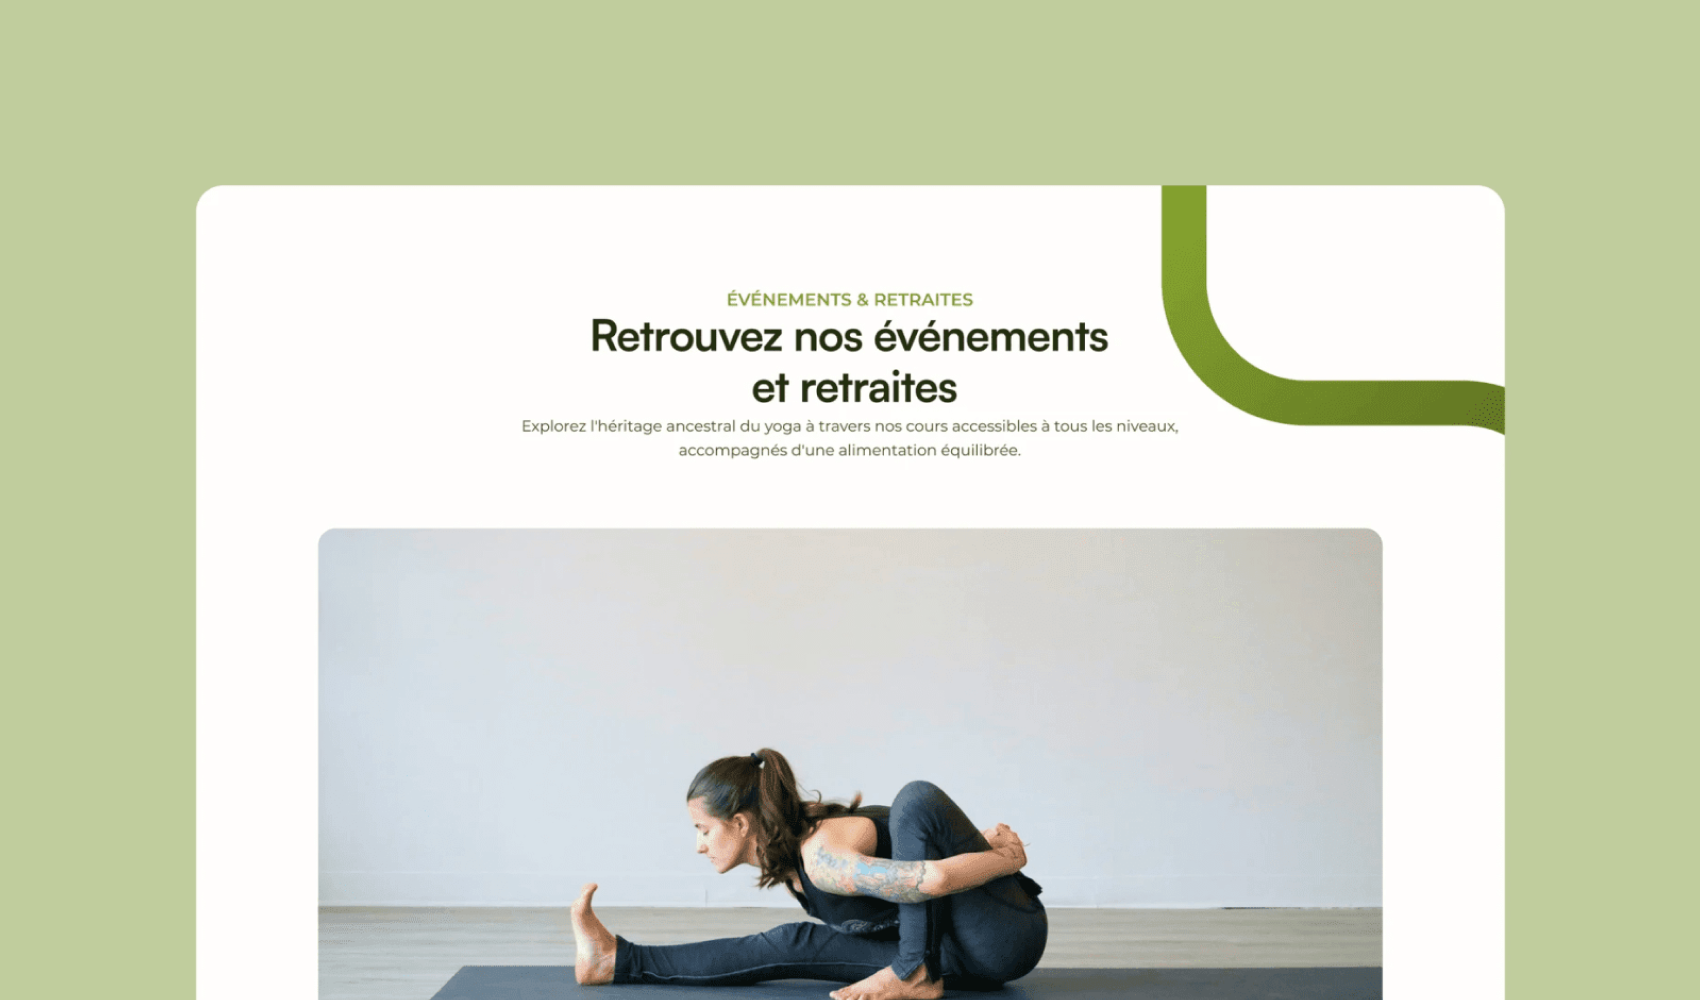 ÉVÉNEMENTS & RETRAITES
Retrouvez nos événements
et retraites
Explorez l'héritage ancestral du yoga à travers nos cours accessibles à tous les niveaux,
accompagnés d'une alimentation équilibrée.